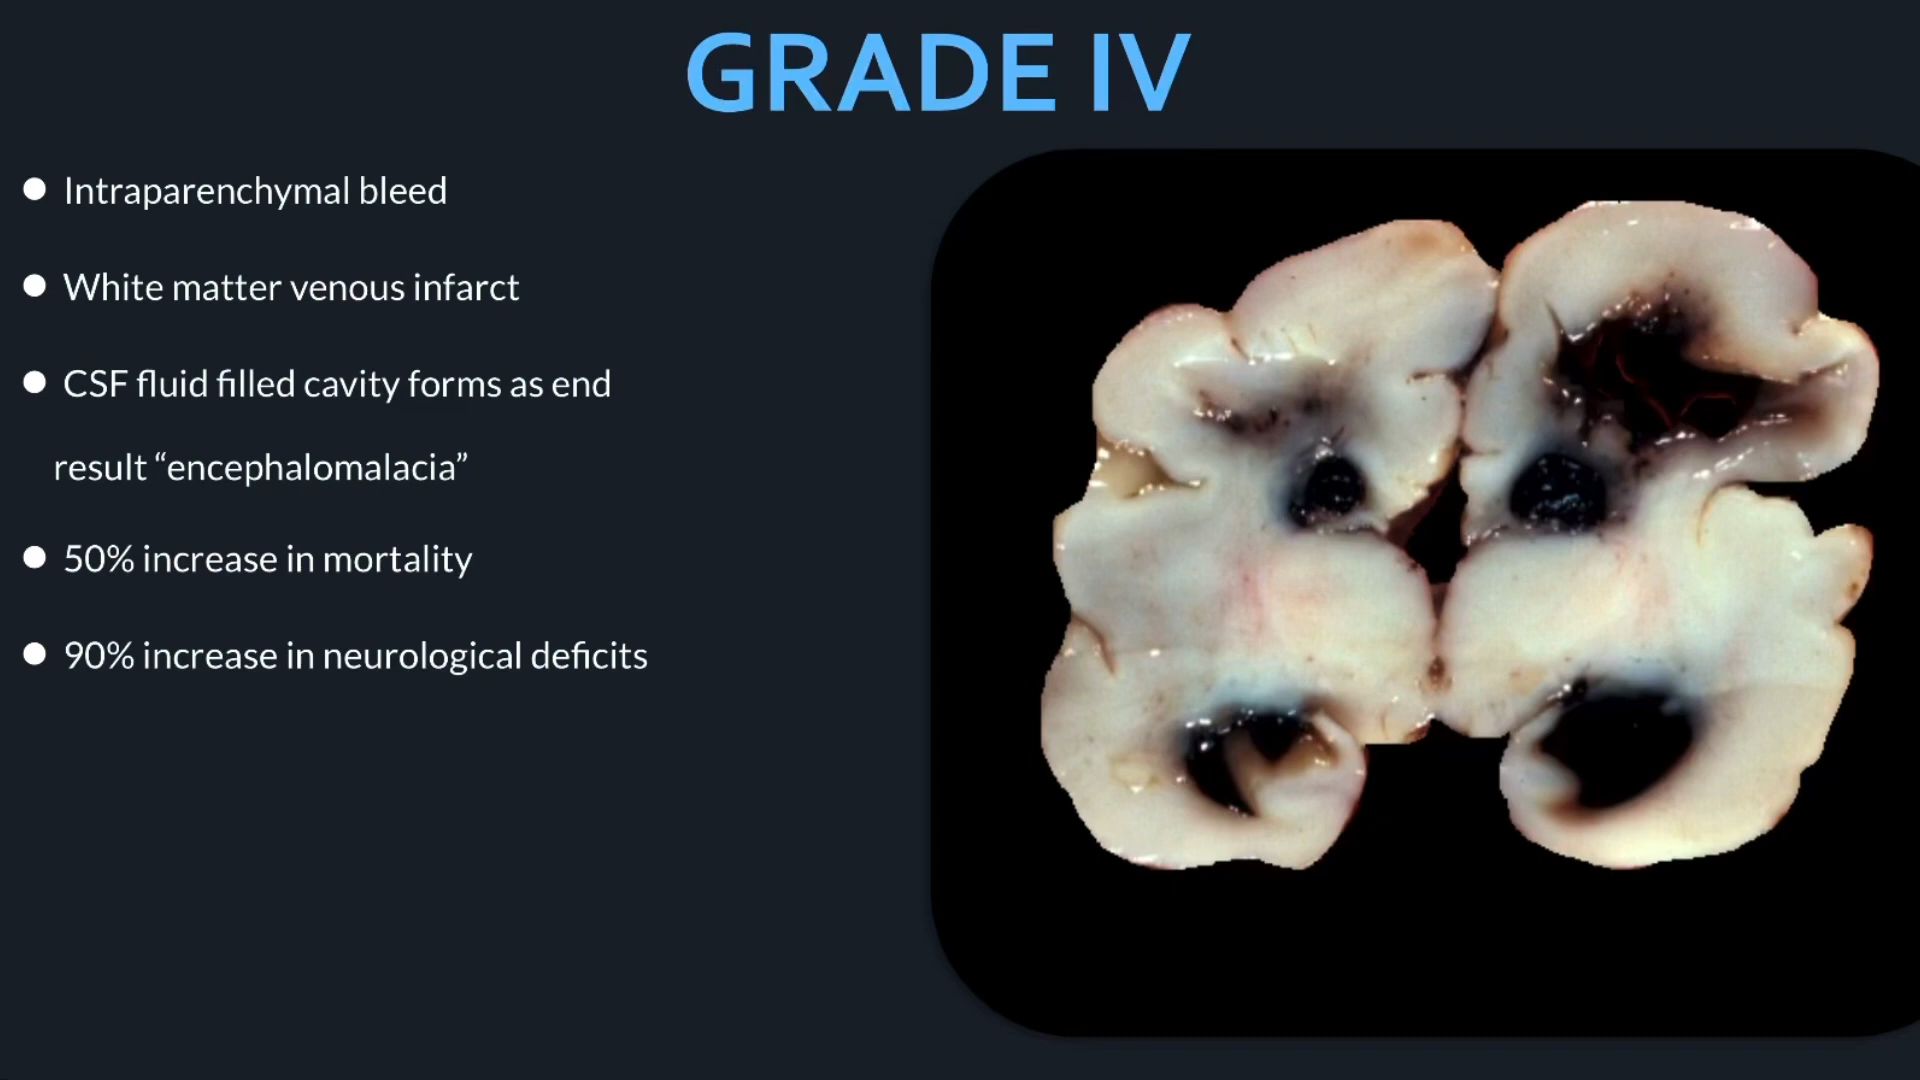 GRADE IV
● Intraparenchymal bleed
● White matter venous infarct
● CSF fluid filled cavity forms as end
result “encephalomalacia”
● 50% increase in mortality
● 90% increase in neurological deficits